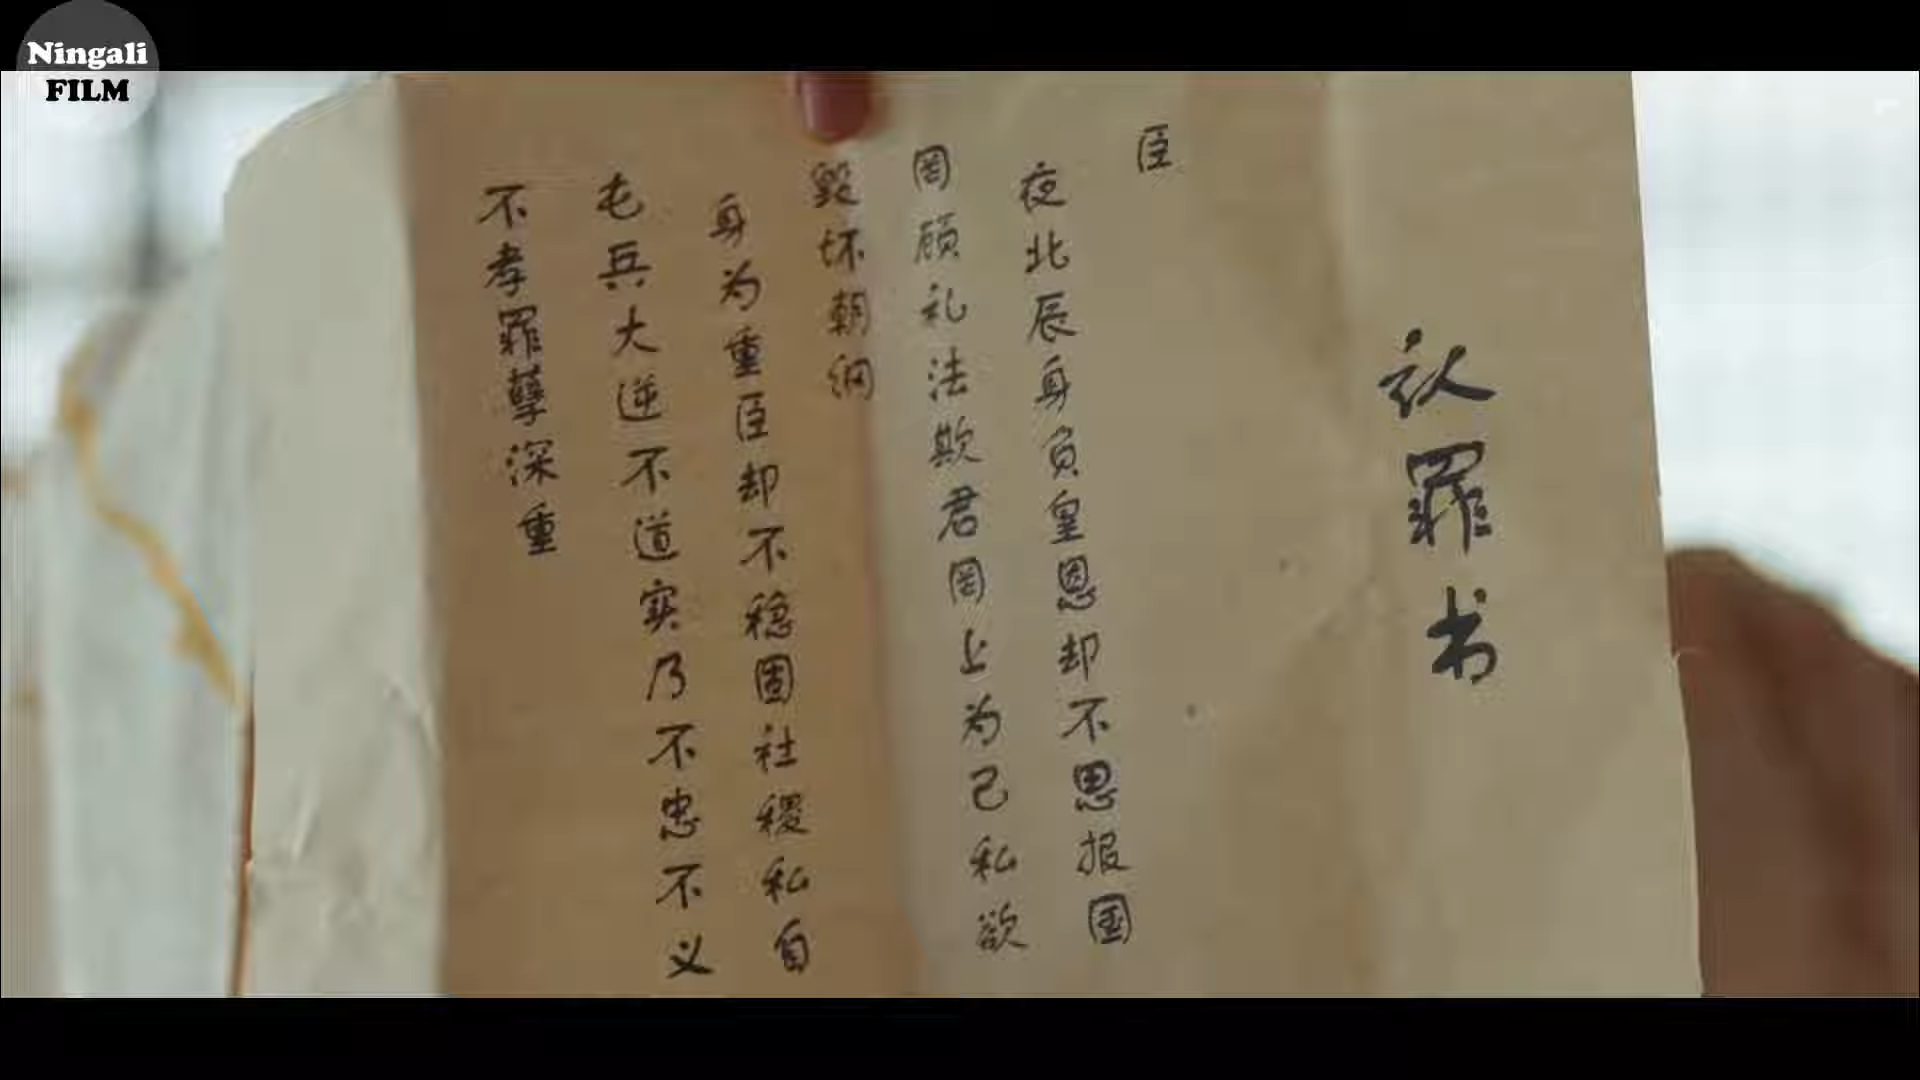 Ningali
FILM
认罪书
臣
夜北辰身负皇恩却不思报国
罔顾礼法欺君罔上为己私欲
毁坏朝纲
身为重臣却不稳固社稷私自
屯兵大逆不道实乃不忠不义
不孝罪孽深重